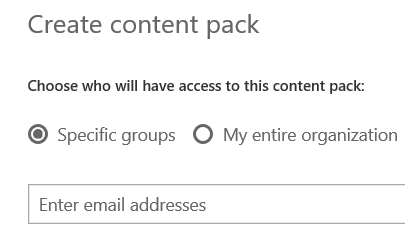 Create content pack
Choose who will have access to this content pack:
Specific groups My entire organization
Enter email addresses